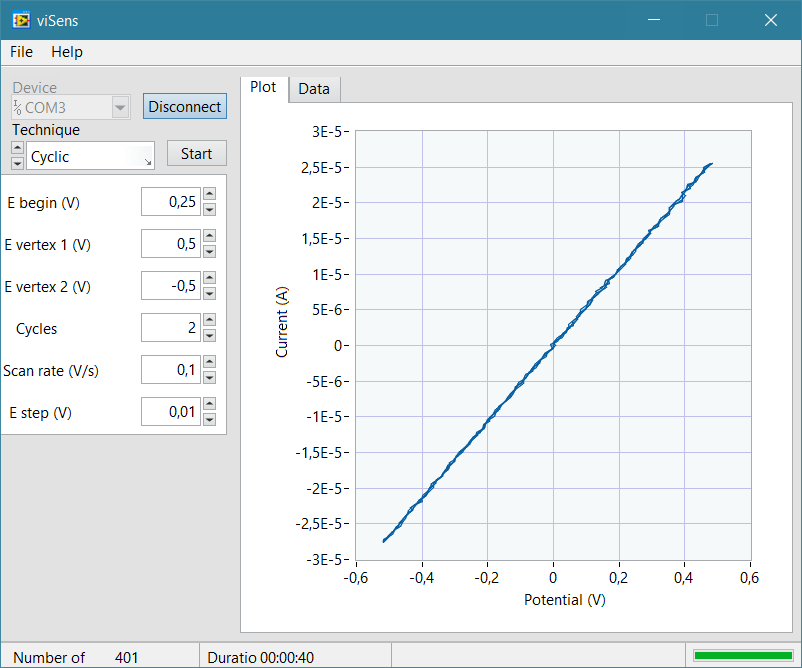 viSens
File Help
Device
COM3 Disconnect
Technique
Cyclic Start
E begin (V) 0,25
E vertex 1 (V) 0,5
E vertex 2 (V) -0,5
Cycles 2
Scan rate (V/s) 0,1
E step (V) 0,01
Plot Data
Current (A)
3E-5
2,5E-5
2E-5
1,5E-5
1E-5
5E-6
0
-5E-6
-1E-5
-1,5E-5
-2E-5
-2,5E-5
-3E-5
-0,6 -0,4 -0,2 0 0,2 0,4 0,6
Potential (V)
Number of 401 Duratio 00:00:40